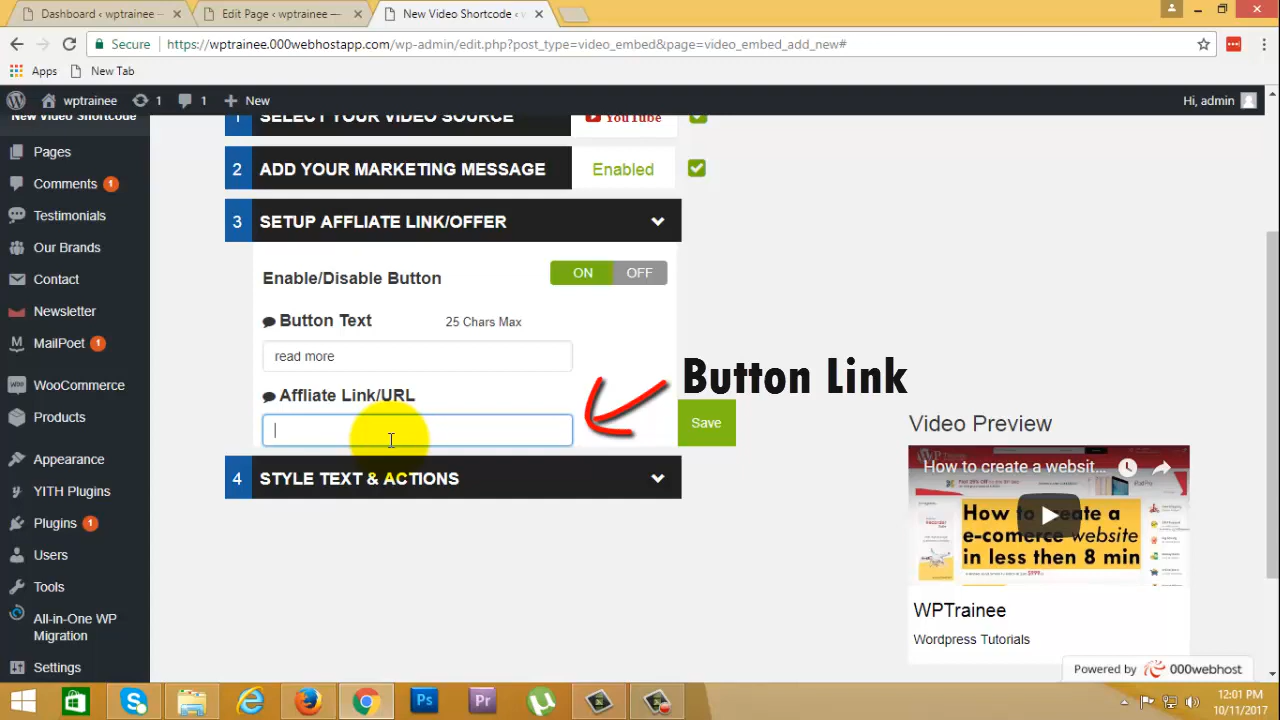 Dashboard ‹ wptrainee —
Edit Page ‹ wptrainee —
New Video Shortcode ‹ w
Secure
https://wptrainee.000webhostapp.com/wp-admin/edit.php?post_type=video_embed&page=video_embed_add_new#
Apps
New Tab
wptrainee
1
1
New
Hi, admin
New Video Shortcode
Pages
Comments 1
Testimonials
Our Brands
Contact
Newsletter
MailPoet 1
WooCommerce
Products
Appearance
YITH Plugins
Plugins 1
Users
Tools
All-in-One WP
Migration
Settings
1 SELECT YOUR VIDEO SOURCE
YouTube
2 ADD YOUR MARKETING MESSAGE
Enabled
3 SETUP AFFLIATE LINK/OFFER
Enable/Disable Button
ON OFF
Button Text
25 Chars Max
read more
Affliate Link/URL
Save
Button Link
4 STYLE TEXT & ACTIONS
Video Preview
How to create a websit...
How to create a
e-comerce website
in less then 8 min
WPTrainee
Wordpress Tutorials
Powered by 000webhost
Ps
Pr
12:01 PM
10/11/2017